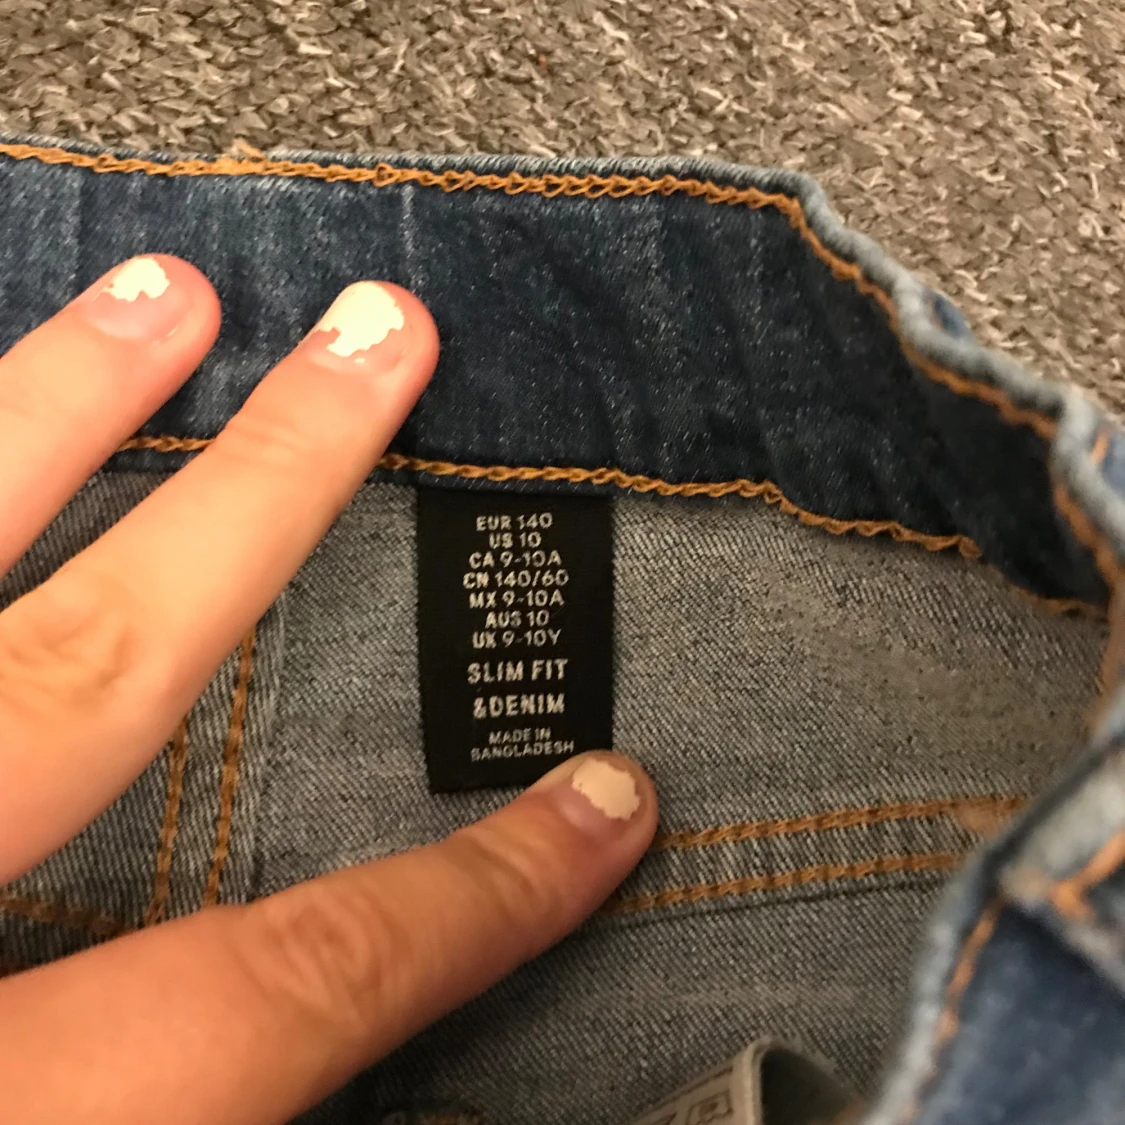 EUR 140
US 10
CA 9-10A
CN 140/60
MX 9-10A
AUS 10
UK 9-10Y
SLIM FIT
&DENIM
MADE IN
BANGLADESH